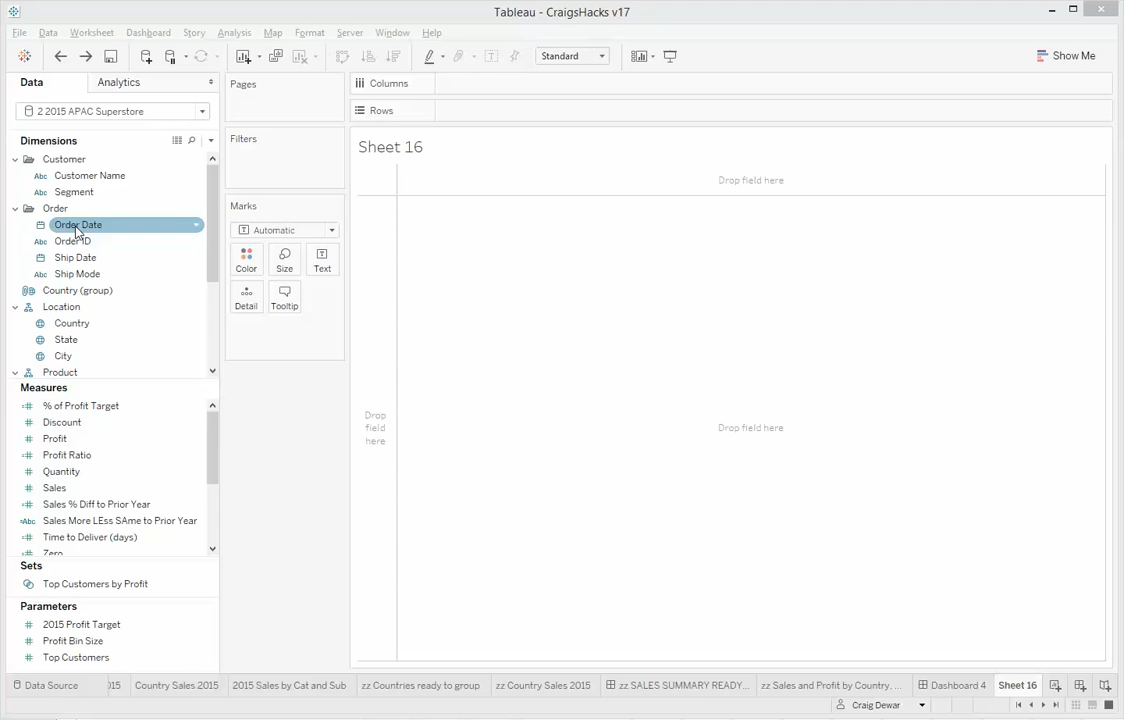 Tableau - CraigsHacks v17
File Data Worksheet Dashboard Story Analysis Map Format Server Window Help
Standard
Show Me
Data Analytics
2 2015 APAC Superstore
Dimensions
Customer
Abc Customer Name
Abc Segment
Order
Order Date
Abc Order ID
Ship Date
Abc Ship Mode
Country (group)
Location
Country
State
City
Product
Measures
# % of Profit Target
# Discount
# Profit
# Profit Ratio
# Quantity
# Sales
# Sales % Diff to Prior Year
=Abc Sales More LEss SAme to Prior Year
# Time to Deliver (days)
# Zero
Sets
Top Customers by Profit
Parameters
# 2015 Profit Target
# Profit Bin Size
# Top Customers
Pages
Filters
Marks
Automatic
Color Size Text
Detail Tooltip
Columns
Rows
Sheet 16
Drop field here
Drop
field
here
Drop field here
Data Source 015 Country Sales 2015 2015 Sales by Cat and Sub zz Countries ready to group zz Country Sales 2015 zz SALES SUMMARY READY... zz Sales and Profit by Country, ... Dashboard 4 Sheet 16
Craig Dewar